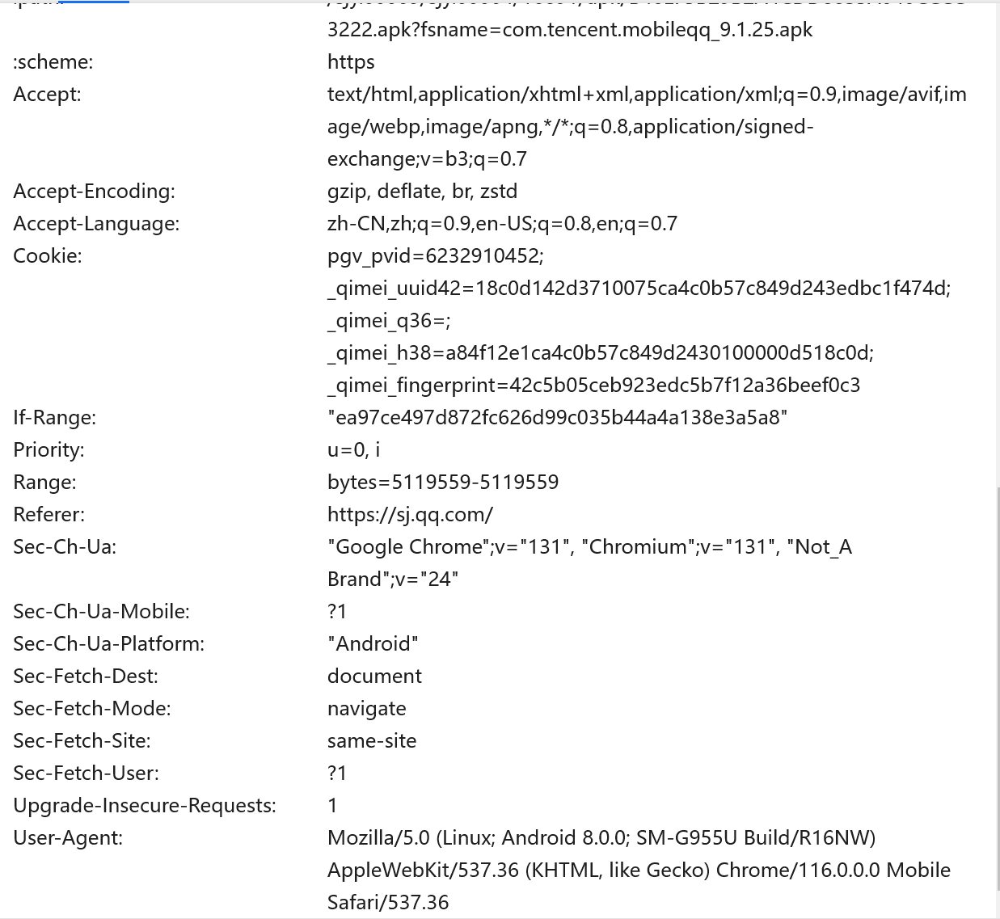 3222.apk?fsname=com.tencent.mobileqq_9.1.25.apk
:scheme:
https
Accept:
text/html,application/xhtml+xml,application/xml;q=0.9,image/avif,im
age/webp,image/apng,*/*;q=0.8,application/signed-
exchange;v=b3;q=0.7
Accept-Encoding:
gzip, deflate, br, zstd
Accept-Language:
zh-CN,zh;q=0.9,en-US;q=0.8,en;q=0.7
Cookie:
pgv_pvid=6232910452;
_qimei_uuid42=18c0d142d3710075ca4c0b57c849d243edbc1f474d;
_qimei_q36=;
_qimei_h38=a84f12e1ca4c0b57c849d2430100000d518c0d;
_qimei_fingerprint=42c5b05ceb923edc5b7f12a36beef0c3
If-Range:
"ea97ce497d872fc626d99c035b44a4a138e3a5a8"
Priority:
u=0, i
Range:
bytes=5119559-5119559
Referer:
https://sj.qq.com/
Sec-Ch-Ua:
"Google Chrome";v="131", "Chromium";v="131", "Not_A
Brand";v="24"
Sec-Ch-Ua-Mobile:
?1
Sec-Ch-Ua-Platform:
"Android"
Sec-Fetch-Dest:
document
Sec-Fetch-Mode:
navigate
Sec-Fetch-Site:
same-site
Sec-Fetch-User:
?1
Upgrade-Insecure-Requests:
1
User-Agent:
Mozilla/5.0 (Linux; Android 8.0.0; SM-G955U Build/R16NW)
AppleWebKit/537.36 (KHTML, like Gecko) Chrome/116.0.0.0 Mobile
Safari/537.36